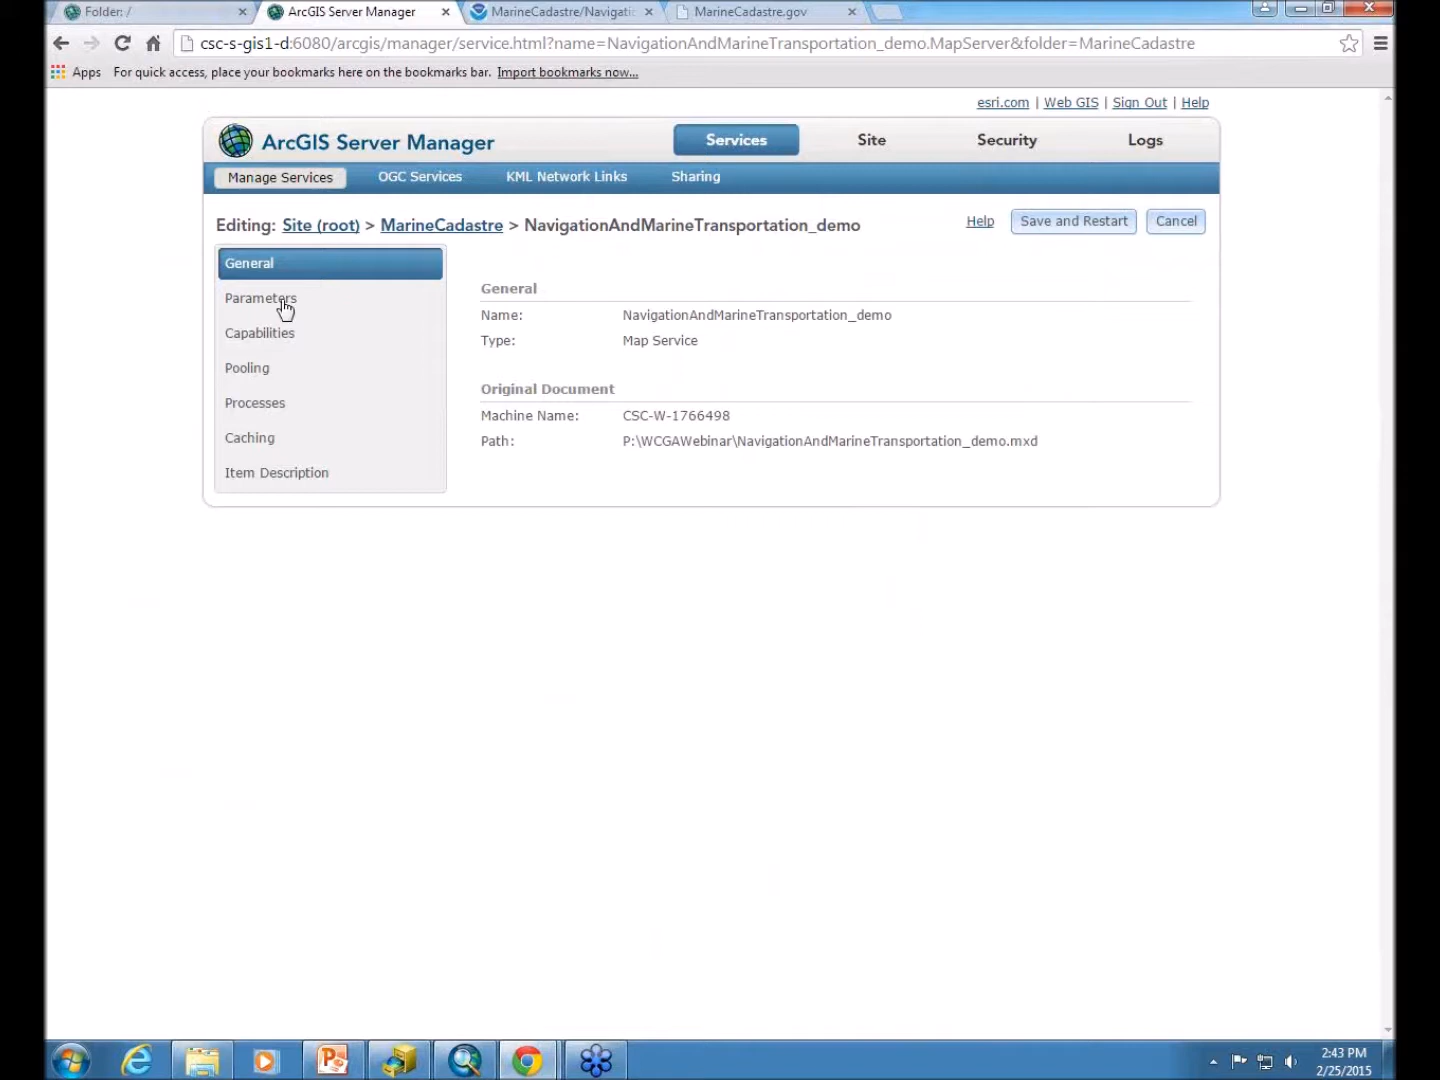 Folder: /
ArcGIS Server Manager
MarineCadastre/Navigati
MarineCadastre.gov
csc-s-gis1-d:6080/arcgis/manager/service.html?name=NavigationAndMarineTransportation_demo.MapServer&folder=MarineCadastre
Apps For quick access, place your bookmarks here on the bookmarks bar. Import bookmarks now...
esri.com | Web GIS | Sign Out | Help
ArcGIS Server Manager Services Site Security Logs
Manage Services OGC Services KML Network Links Sharing
Editing: Site (root) > MarineCadastre > NavigationAndMarineTransportation_demo Help Save and Restart Cancel
General
Parameters
Capabilities
Pooling
Processes
Caching
Item Description
General
Name: NavigationAndMarineTransportation_demo
Type: Map Service
Original Document
Machine Name: CSC-W-1766498
Path: P:\WCGAWebinar\NavigationAndMarineTransportation_demo.mxd
2:43 PM
2/25/2015